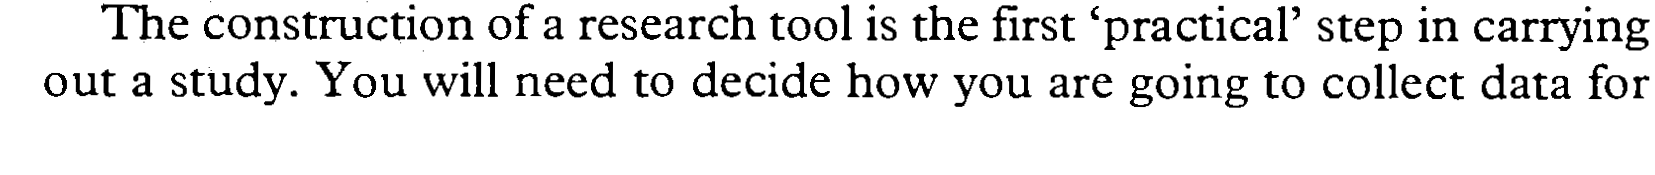 The construction of a research tool is the first ‘practical’ step in carrying
out a study. You will need to decide how you are going to collect data for